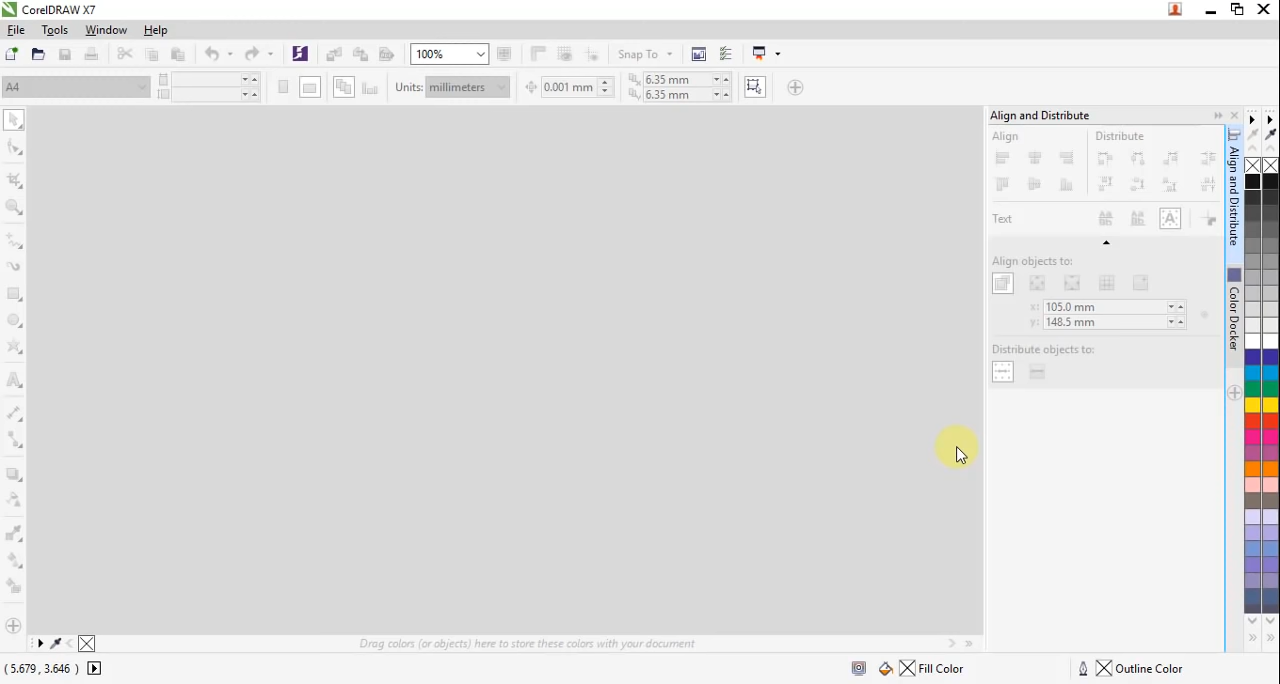 CorelDRAW X7
File Tools Window Help
100%
Snap To
A4
Units: millimeters
0.001 mm
6.35 mm
6.35 mm
Align and Distribute
Align
Distribute
Text
Align objects to:
x: 105.0 mm
y: 148.5 mm
Distribute objects to:
Align and Distribute
Color Docker
Drag colors (or objects) here to store these colors with your document
(5.679 , 3.646 )
Fill Color
Outline Color